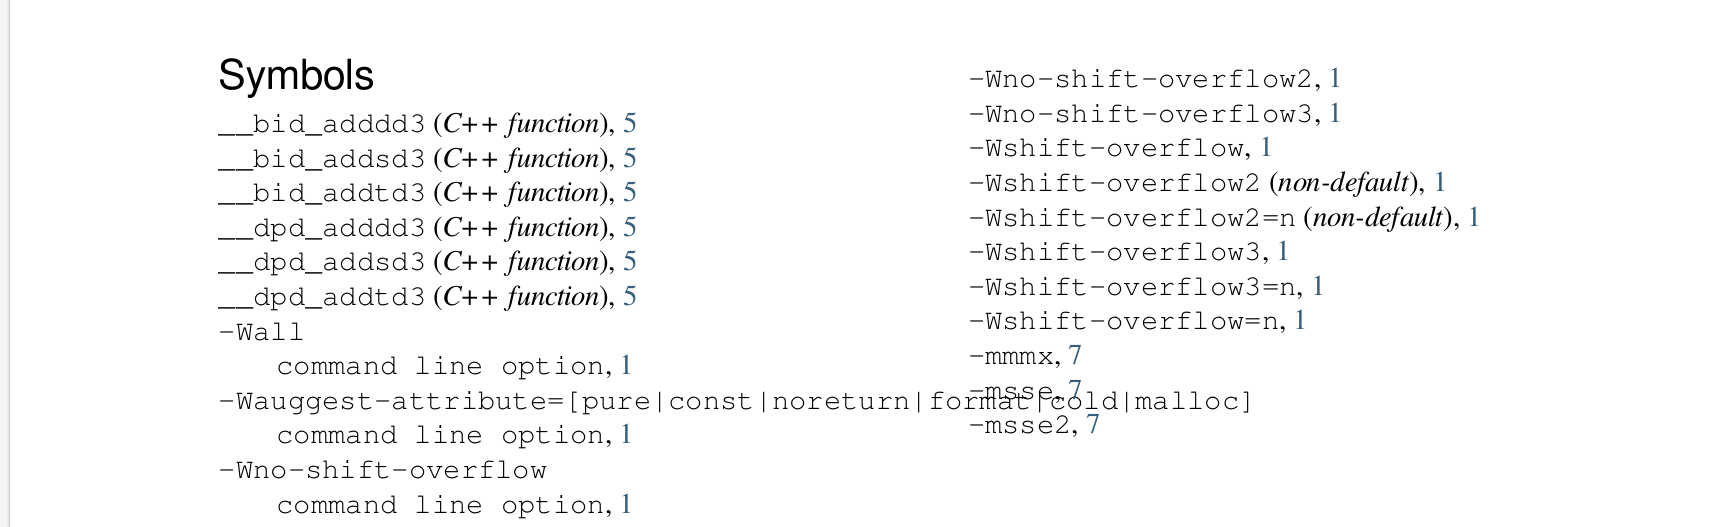 Symbols
__bid_adddd3 (C++ function), 5
__bid_addsd3 (C++ function), 5
__bid_addtd3 (C++ function), 5
__dpd_adddd3 (C++ function), 5
__dpd_addsd3 (C++ function), 5
__dpd_addtd3 (C++ function), 5
-Wall
command line option, 1
-Wauggest-attribute=[pure|const|noreturn|format|cold|malloc]
command line option, 1
-Wno-shift-overflow
command line option, 1
-Wno-shift-overflow2, 1
-Wno-shift-overflow3, 1
-Wshift-overflow, 1
-Wshift-overflow2 (non-default), 1
-Wshift-overflow2=n (non-default), 1
-Wshift-overflow3, 1
-Wshift-overflow3=n, 1
-Wshift-overflow=n, 1
-mmmx, 7
-msse, 7
-msse2, 7